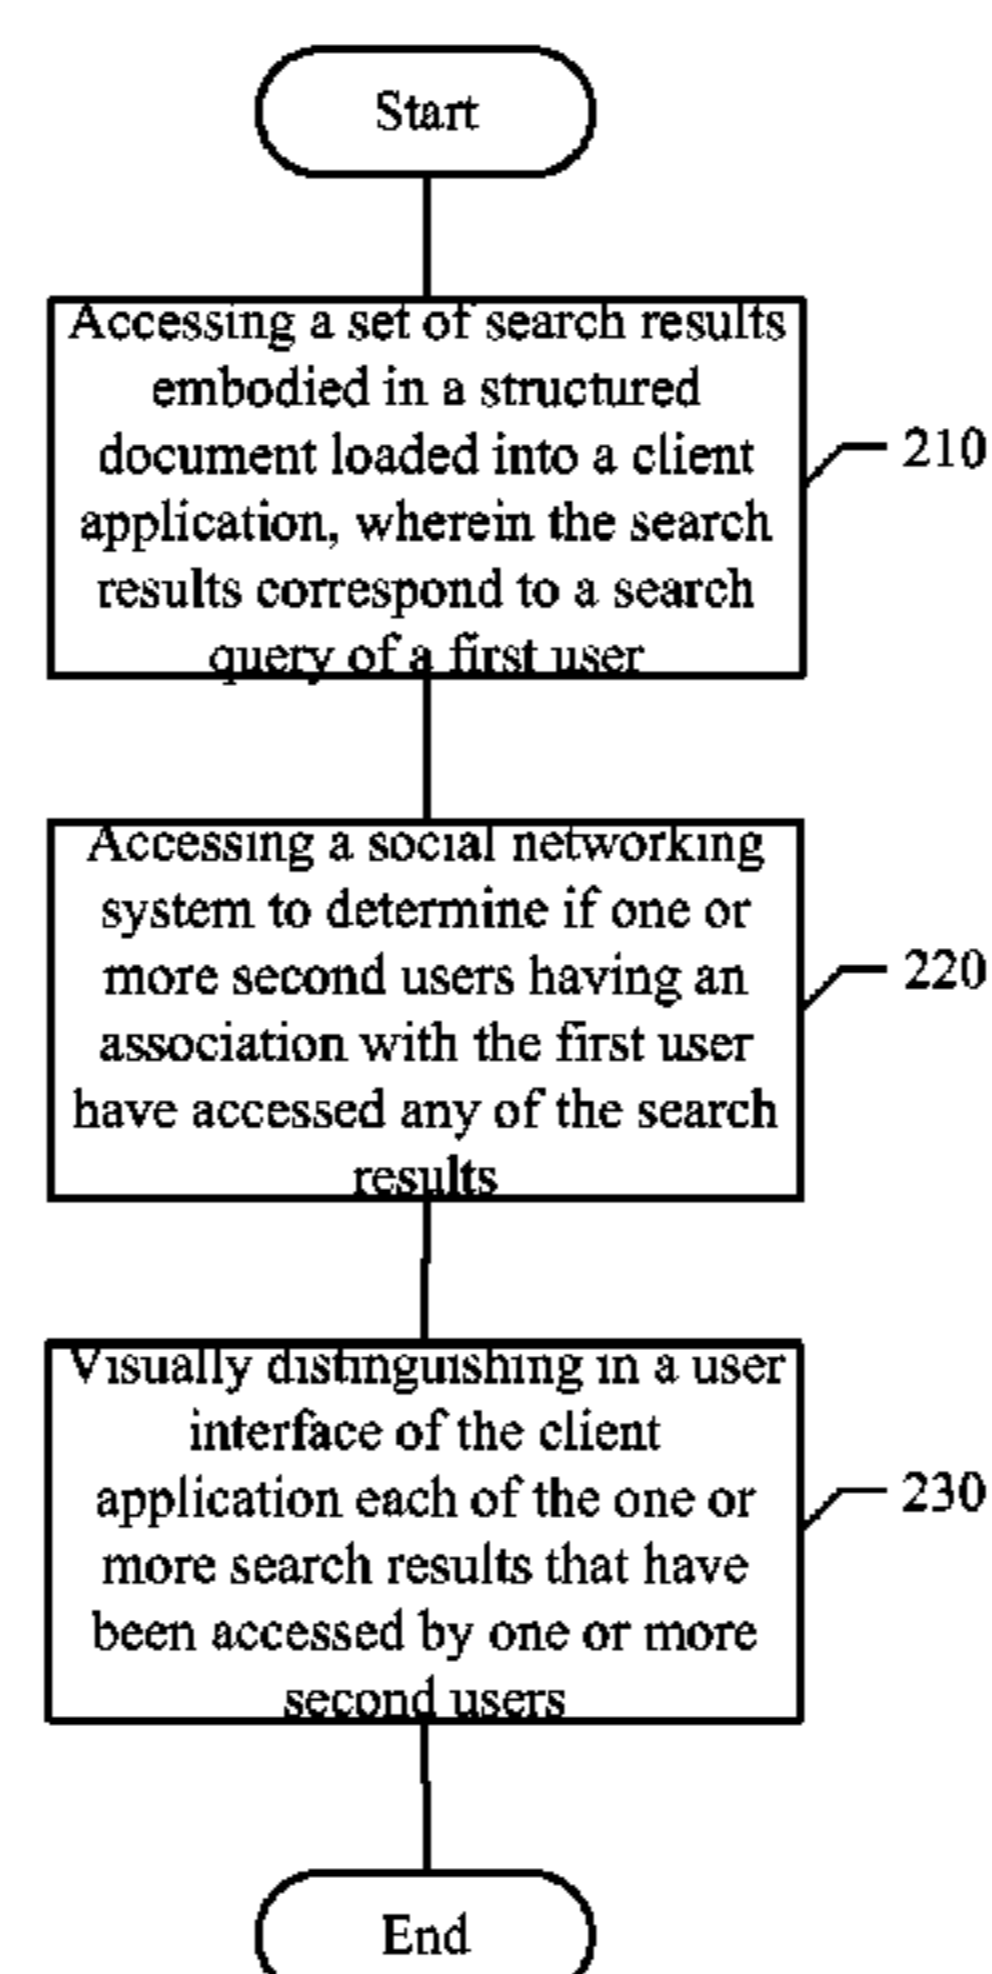 Start
Accessing a set of search results
embodied in a structured
document loaded into a client
application, wherein the search
results correspond to a search
query of a first user
210
Accessing a social networking
system to determine if one or
more second users having an
association with the first user
have accessed any of the search
results
220
Visually distinguishing in a user
interface of the client
application each of the one or
more search results that have
been accessed by one or more
second users
230
End